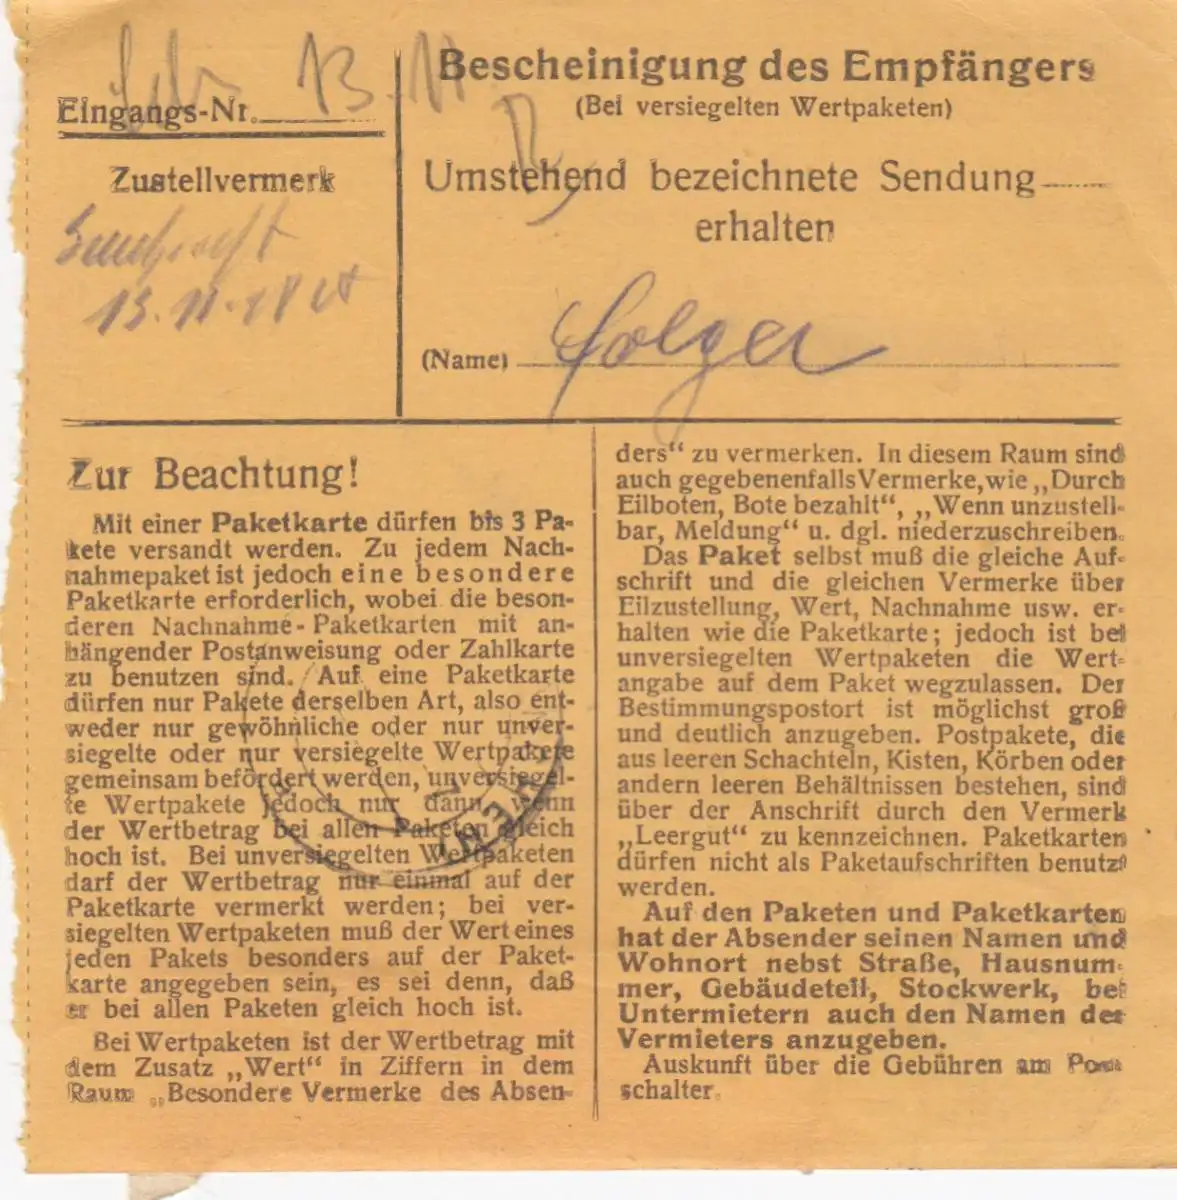 13. 11.
Eingangs-Nr.
Zustellvermerk
13. 11. 48
Bescheinigung des Empfängers
(Bei versiegelten Wertpaketen)
Umstehend bezeichnete Sendung
erhalten
(Name) Folger
Zur Beachtung!
Mit einer Paketkarte dürfen bis 3 Pa-
kete versandt werden. Zu jedem Nach-
nahmepaket ist jedoch eine besondere
Paketkarte erforderlich, wobei die beson-
deren Nachnahme-Paketkarten mit an-
hängender Postanweisung oder Zahlkarte
zu benutzen sind. Auf eine Paketkarte
dürfen nur Pakete derselben Art, also ent-
weder nur gewöhnliche oder nur unver-
siegelte oder nur versiegelte Wertpakete
gemeinsam befördert werden, unversiegel-
te Wertpakete jedoch nur dann, wenn
der Wertbetrag bei allen Paketen gleich
hoch ist. Bei unversiegelten Wertpaketen
darf der Wertbetrag nur einmal auf der
Paketkarte vermerkt werden; bei ver-
siegelten Wertpaketen muß der Wert eines
jeden Pakets besonders auf der Paket-
karte angegeben sein, es sei denn, daß
er bei allen Paketen gleich hoch ist.
Bei Wertpaketen ist der Wertbetrag mit
dem Zusatz „Wert“ in Ziffern in dem
Raum „Besondere Vermerke des Absen-
ders“ zu vermerken. In diesem Raum sind
auch gegebenenfalls Vermerke, wie „Durch
Eilboten, Bote bezahlt“, „Wenn unzustell-
bar, Meldung“ u. dgl. niederzuschreiben.
Das Paket selbst muß die gleiche Auf-
schrift und die gleichen Vermerke über
Eilzustellung, Wert, Nachnahme usw. er-
halten wie die Paketkarte; jedoch ist bei
unversiegelten Wertpaketen die Wert-
angabe auf dem Paket wegzulassen. Der
Bestimmungspostort ist möglichst groß
und deutlich anzugeben. Postpakete, die
aus leeren Schachteln, Kisten, Körben oder
andern leeren Behältnissen bestehen, sind
über der Anschrift durch den Vermerk
„Leergut“ zu kennzeichnen. Paketkarten
dürfen nicht als Paketaufschriften benutzt
werden.
Auf den Paketen und Paketkarten
hat der Absender seinen Namen und
Wohnort nebst Straße, Hausnum-
mer, Gebäudeteil, Stockwerk, bei
Untermietern auch den Namen des
Vermieters anzugeben.
Auskunft über die Gebühren am Post-
schalter.